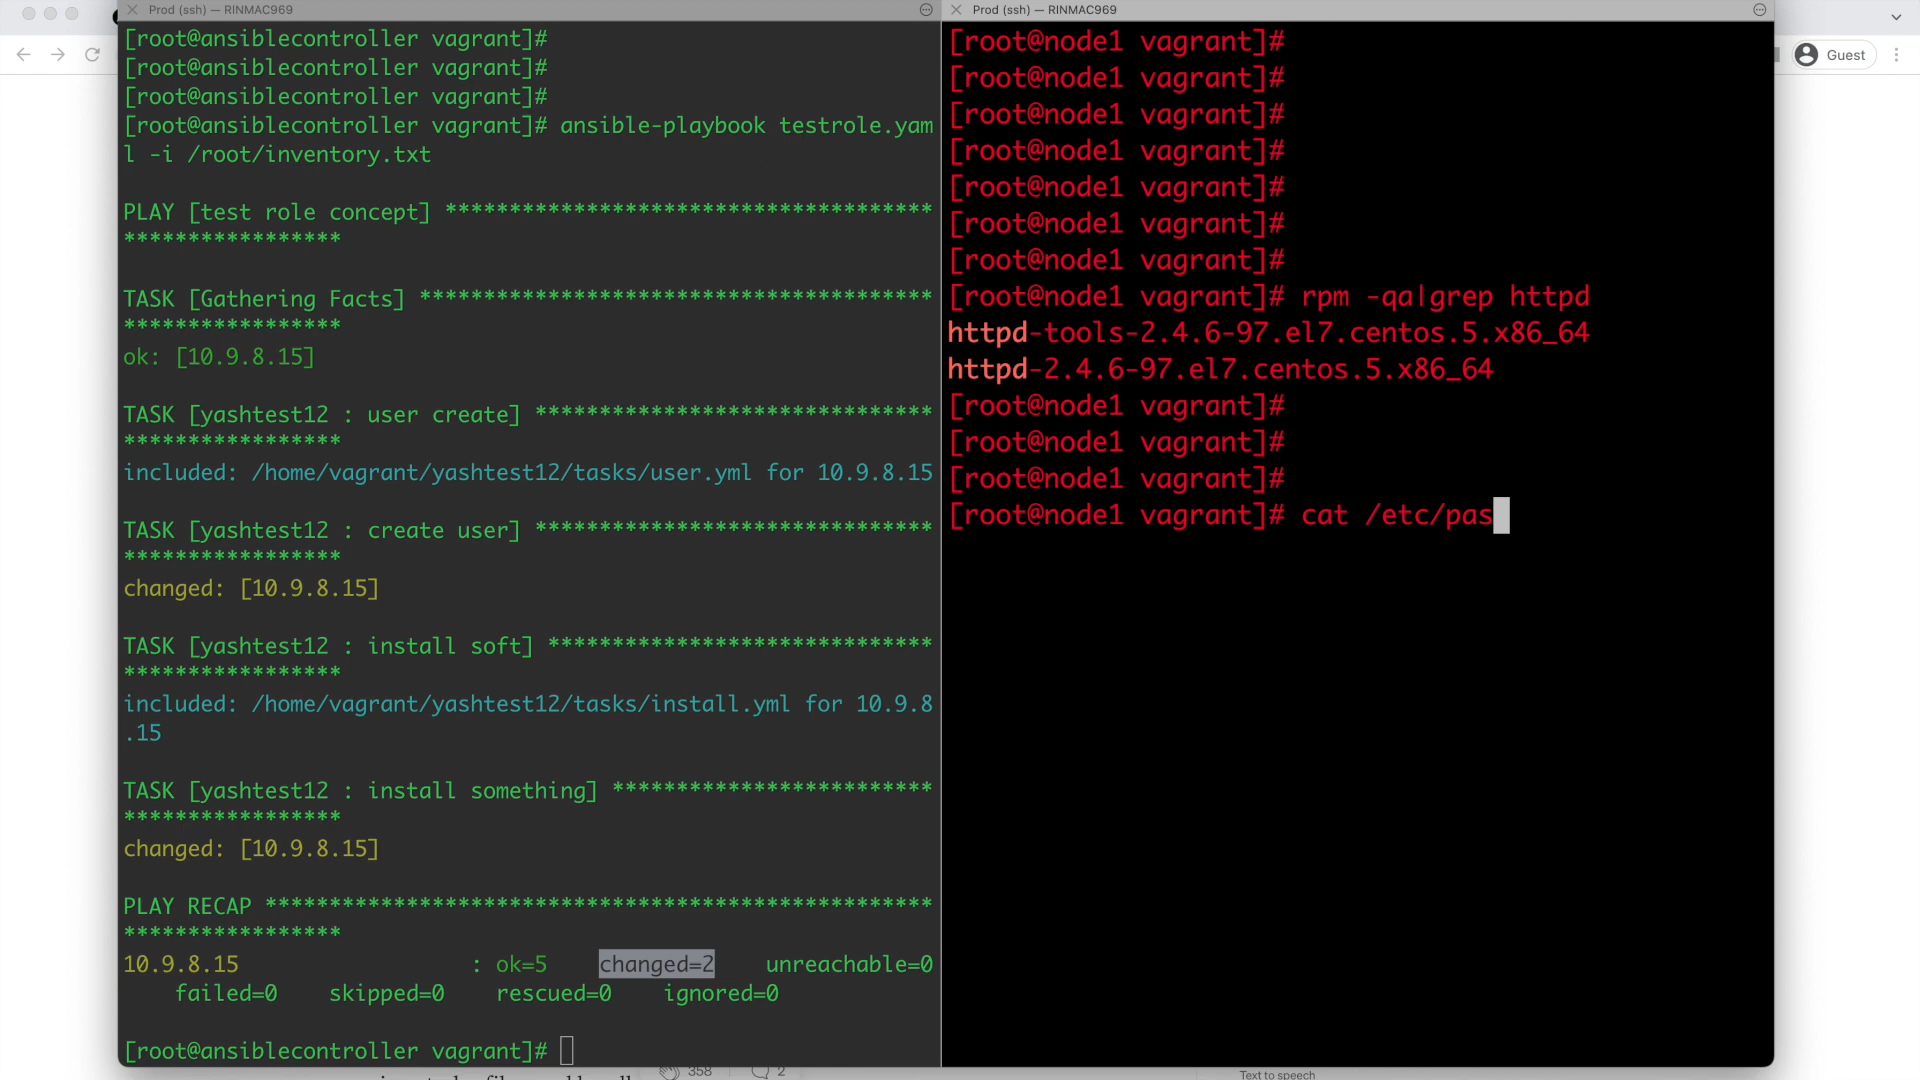 Prod (ssh) — RINMAC969
[root@ansiblecontroller vagrant]#
[root@ansiblecontroller vagrant]#
[root@ansiblecontroller vagrant]#
[root@ansiblecontroller vagrant]# ansible-playbook testrole.yam
l -i /root/inventory.txt
PLAY [test role concept] **************************************
*****************
TASK [Gathering Facts] ****************************************
*****************
ok: [10.9.8.15]
TASK [yashtest12 : user create] *******************************
*****************
included: /home/vagrant/yashtest12/tasks/user.yml for 10.9.8.15
TASK [yashtest12 : create user] *******************************
*****************
changed: [10.9.8.15]
TASK [yashtest12 : install soft] ******************************
*****************
included: /home/vagrant/yashtest12/tasks/install.yml for 10.9.8
.15
TASK [yashtest12 : install something] *************************
*****************
changed: [10.9.8.15]
PLAY RECAP ****************************************************
*****************
10.9.8.15 : ok=5 changed=2 unreachable=0
failed=0 skipped=0 rescued=0 ignored=0
[root@ansiblecontroller vagrant]#
Prod (ssh) — RINMAC969
[root@node1 vagrant]#
[root@node1 vagrant]#
[root@node1 vagrant]#
[root@node1 vagrant]#
[root@node1 vagrant]#
[root@node1 vagrant]#
[root@node1 vagrant]#
[root@node1 vagrant]# rpm -qa|grep httpd
httpd-tools-2.4.6-97.el7.centos.5.x86_64
httpd-2.4.6-97.el7.centos.5.x86_64
[root@node1 vagrant]#
[root@node1 vagrant]#
[root@node1 vagrant]#
[root@node1 vagrant]# cat /etc/pas
Guest
358 2
Text to speech